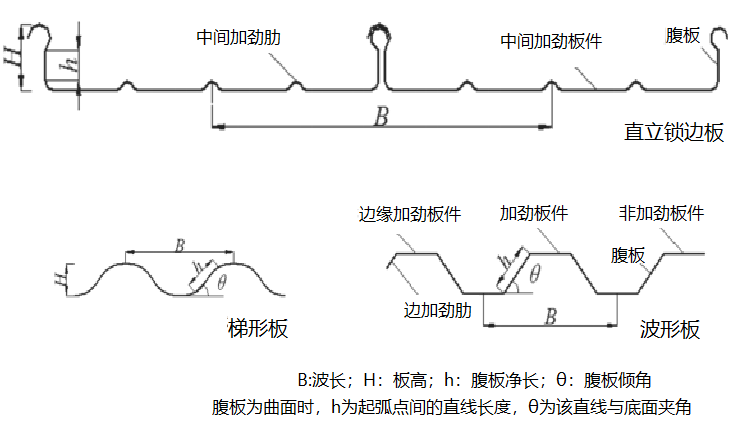 中间加劲肋
中间加劲板件
腹板
H
h
B
直立锁边板
边缘加劲板件
加劲板件
非加劲板件
B
H
h
θ
h
θ
腹板
边加劲肋
B
梯形板
波形板
B:波长；H：板高；h：腹板净长；θ：腹板倾角
腹板为曲面时，h为起弧点间的直线长度，θ为该直线与底面夹角